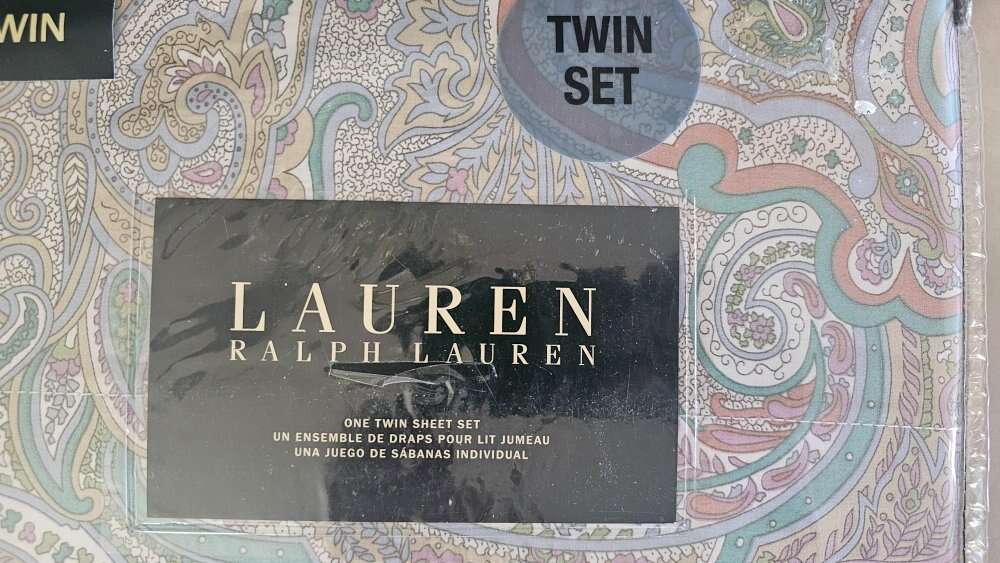 WIN
TWIN
SET
LAUREN
RALPH LAUREN
ONE TWIN SHEET SET
UN ENSEMBLE DE DRAPS POUR LIT JUMEAU
UNA JUEGO DE SÁBANAS INDIVIDUAL